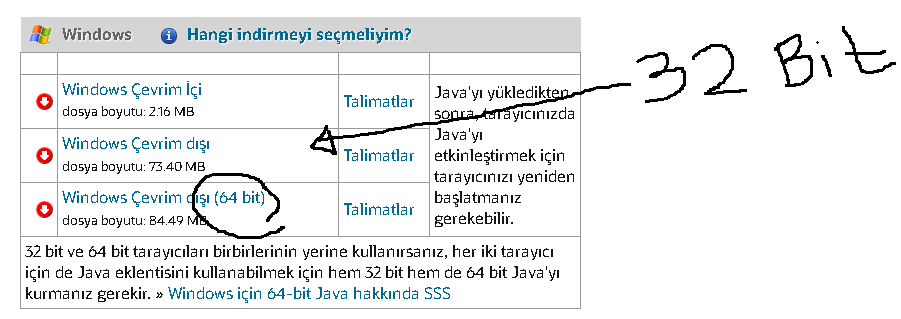 Windows Hangi indirmeyi seçmeliyim?
32 Bit
Windows Çevrim İçi
dosya boyutu: 2.16 MB
Talimatlar
Windows Çevrim dışı
dosya boyutu: 73.40 MB
Talimatlar
Windows Çevrim dışı (64 bit)
dosya boyutu: 84.49 MB
Talimatlar
Java'yı yükledikten
sonra, tarayıcınızda
Java'yı
etkinleştirmek için
tarayıcınızı yeniden
başlatmanız
gerekebilir.
32 bit ve 64 bit tarayıcıları birbirlerinin yerine kullanırsanız, her iki tarayıcı
için de Java eklentisini kullanabilmek için hem 32 bit hem de 64 bit Java'yı
kurmanız gerekir. » Windows için 64-bit Java hakkında SSS